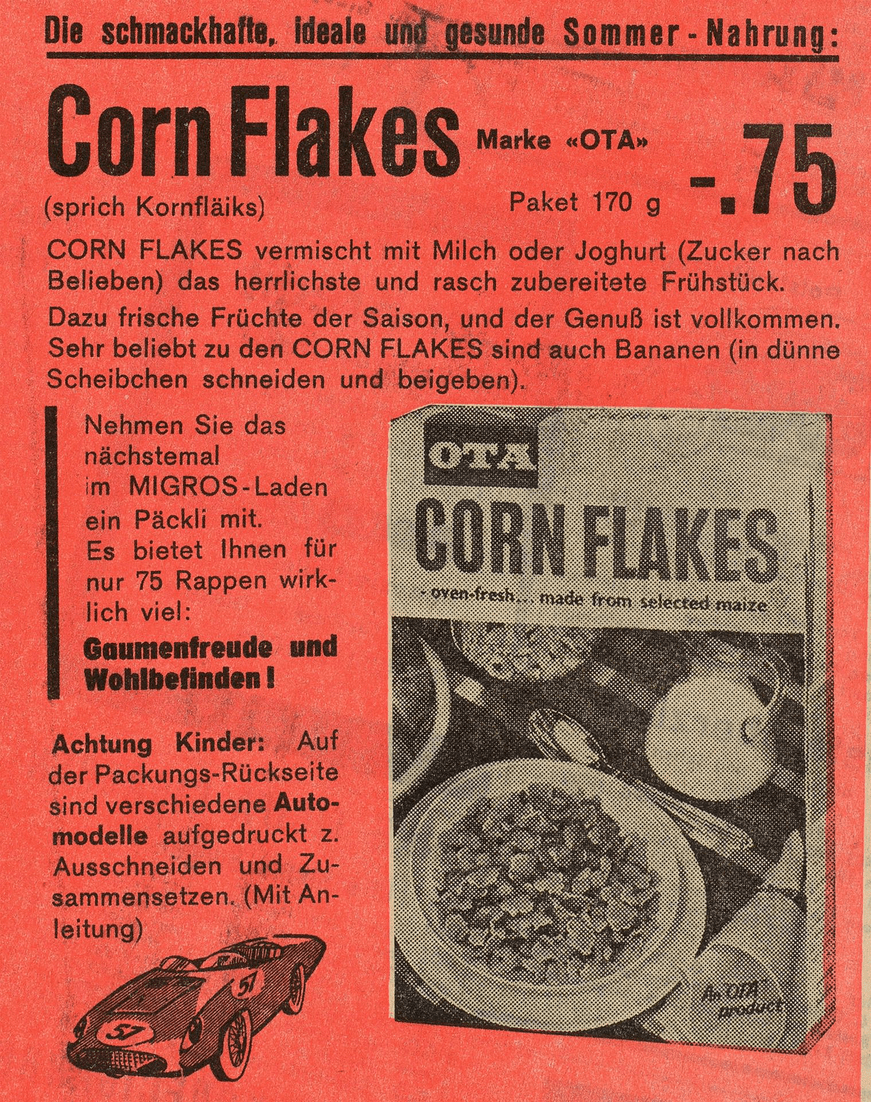 Die schmackhafte, ideale und gesunde Sommer-Nahrung:
Corn Flakes Marke «OTA» -.75
(sprich Kornfläiks) Paket 170 g
CORN FLAKES vermischt mit Milch oder Joghurt (Zucker nach
Belieben) das herrlichste und rasch zubereitete Frühstück.
Dazu frische Früchte der Saison, und der Genuß ist vollkommen.
Sehr beliebt zu den CORN FLAKES sind auch Bananen (in dünne
Scheibchen schneiden und beigeben).
Nehmen Sie das
nächstemal
im MIGROS-Laden
ein Päckli mit.
Es bietet Ihnen für
nur 75 Rappen wirk-
lich viel:
Gaumenfreude und
Wohlbefinden!
Achtung Kinder: Auf
der Packungs-Rückseite
sind verschiedene Auto-
modelle aufgedruckt z.
Ausschneiden und Zu-
sammensetzen. (Mit An-
leitung)
57
57
OTA
CORN FLAKES
- oven-fresh... made from selected maize
An "OTA"
product